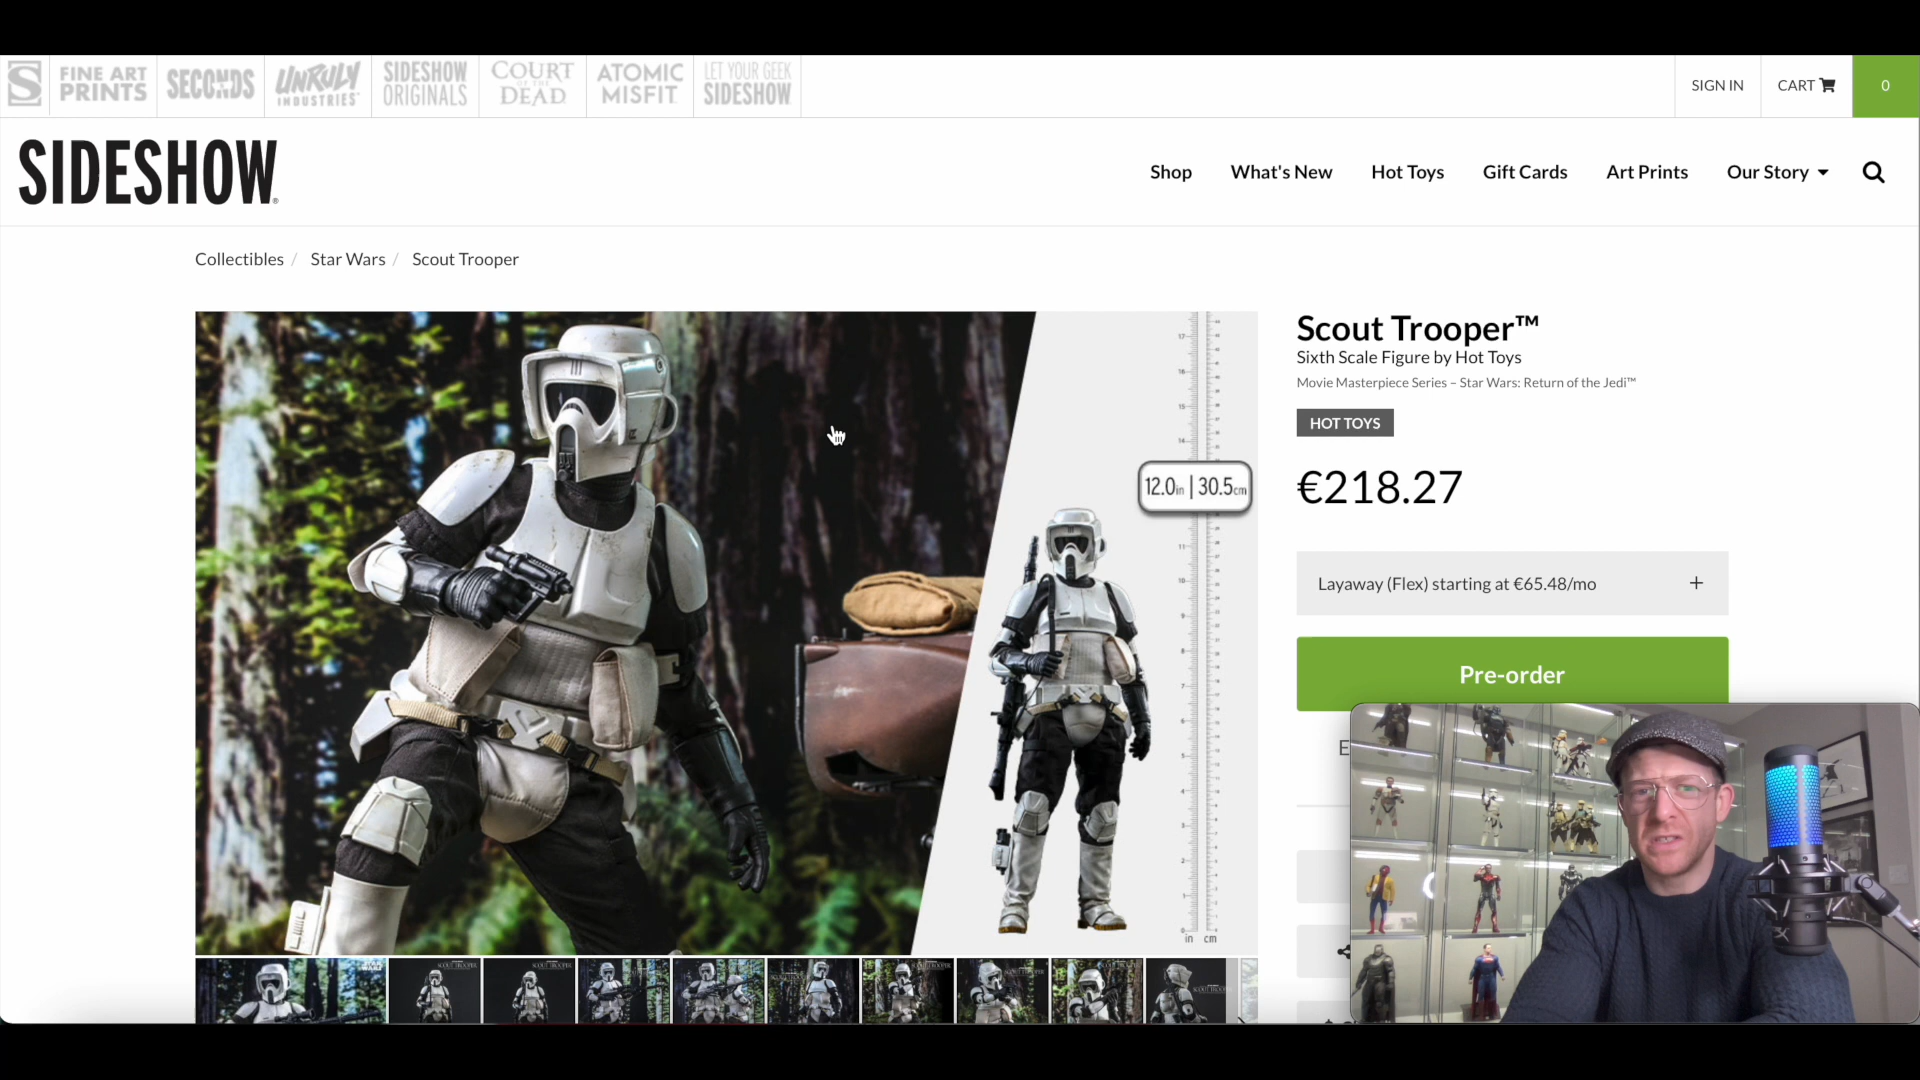 FINE ART
PRINTS
SECONDS
UNRULY
INDUSTRIES
SIDESHOW
ORIGINALS
COURT
OF THE
DEAD
ATOMIC
MISFIT
LET YOUR GEEK
SIDESHOW
SIGN IN
CART
0
SIDESHOW®
Shop
What's New
Hot Toys
Gift Cards
Art Prints
Our Story
Collectibles / Star Wars / Scout Trooper
Scout Trooper™
Sixth Scale Figure by Hot Toys
Movie Masterpiece Series – Star Wars: Return of the Jedi™
HOT TOYS
€218.27
12.0in | 30.5cm
Layaway (Flex) starting at €65.48/mo +
Pre-order
E
in cm